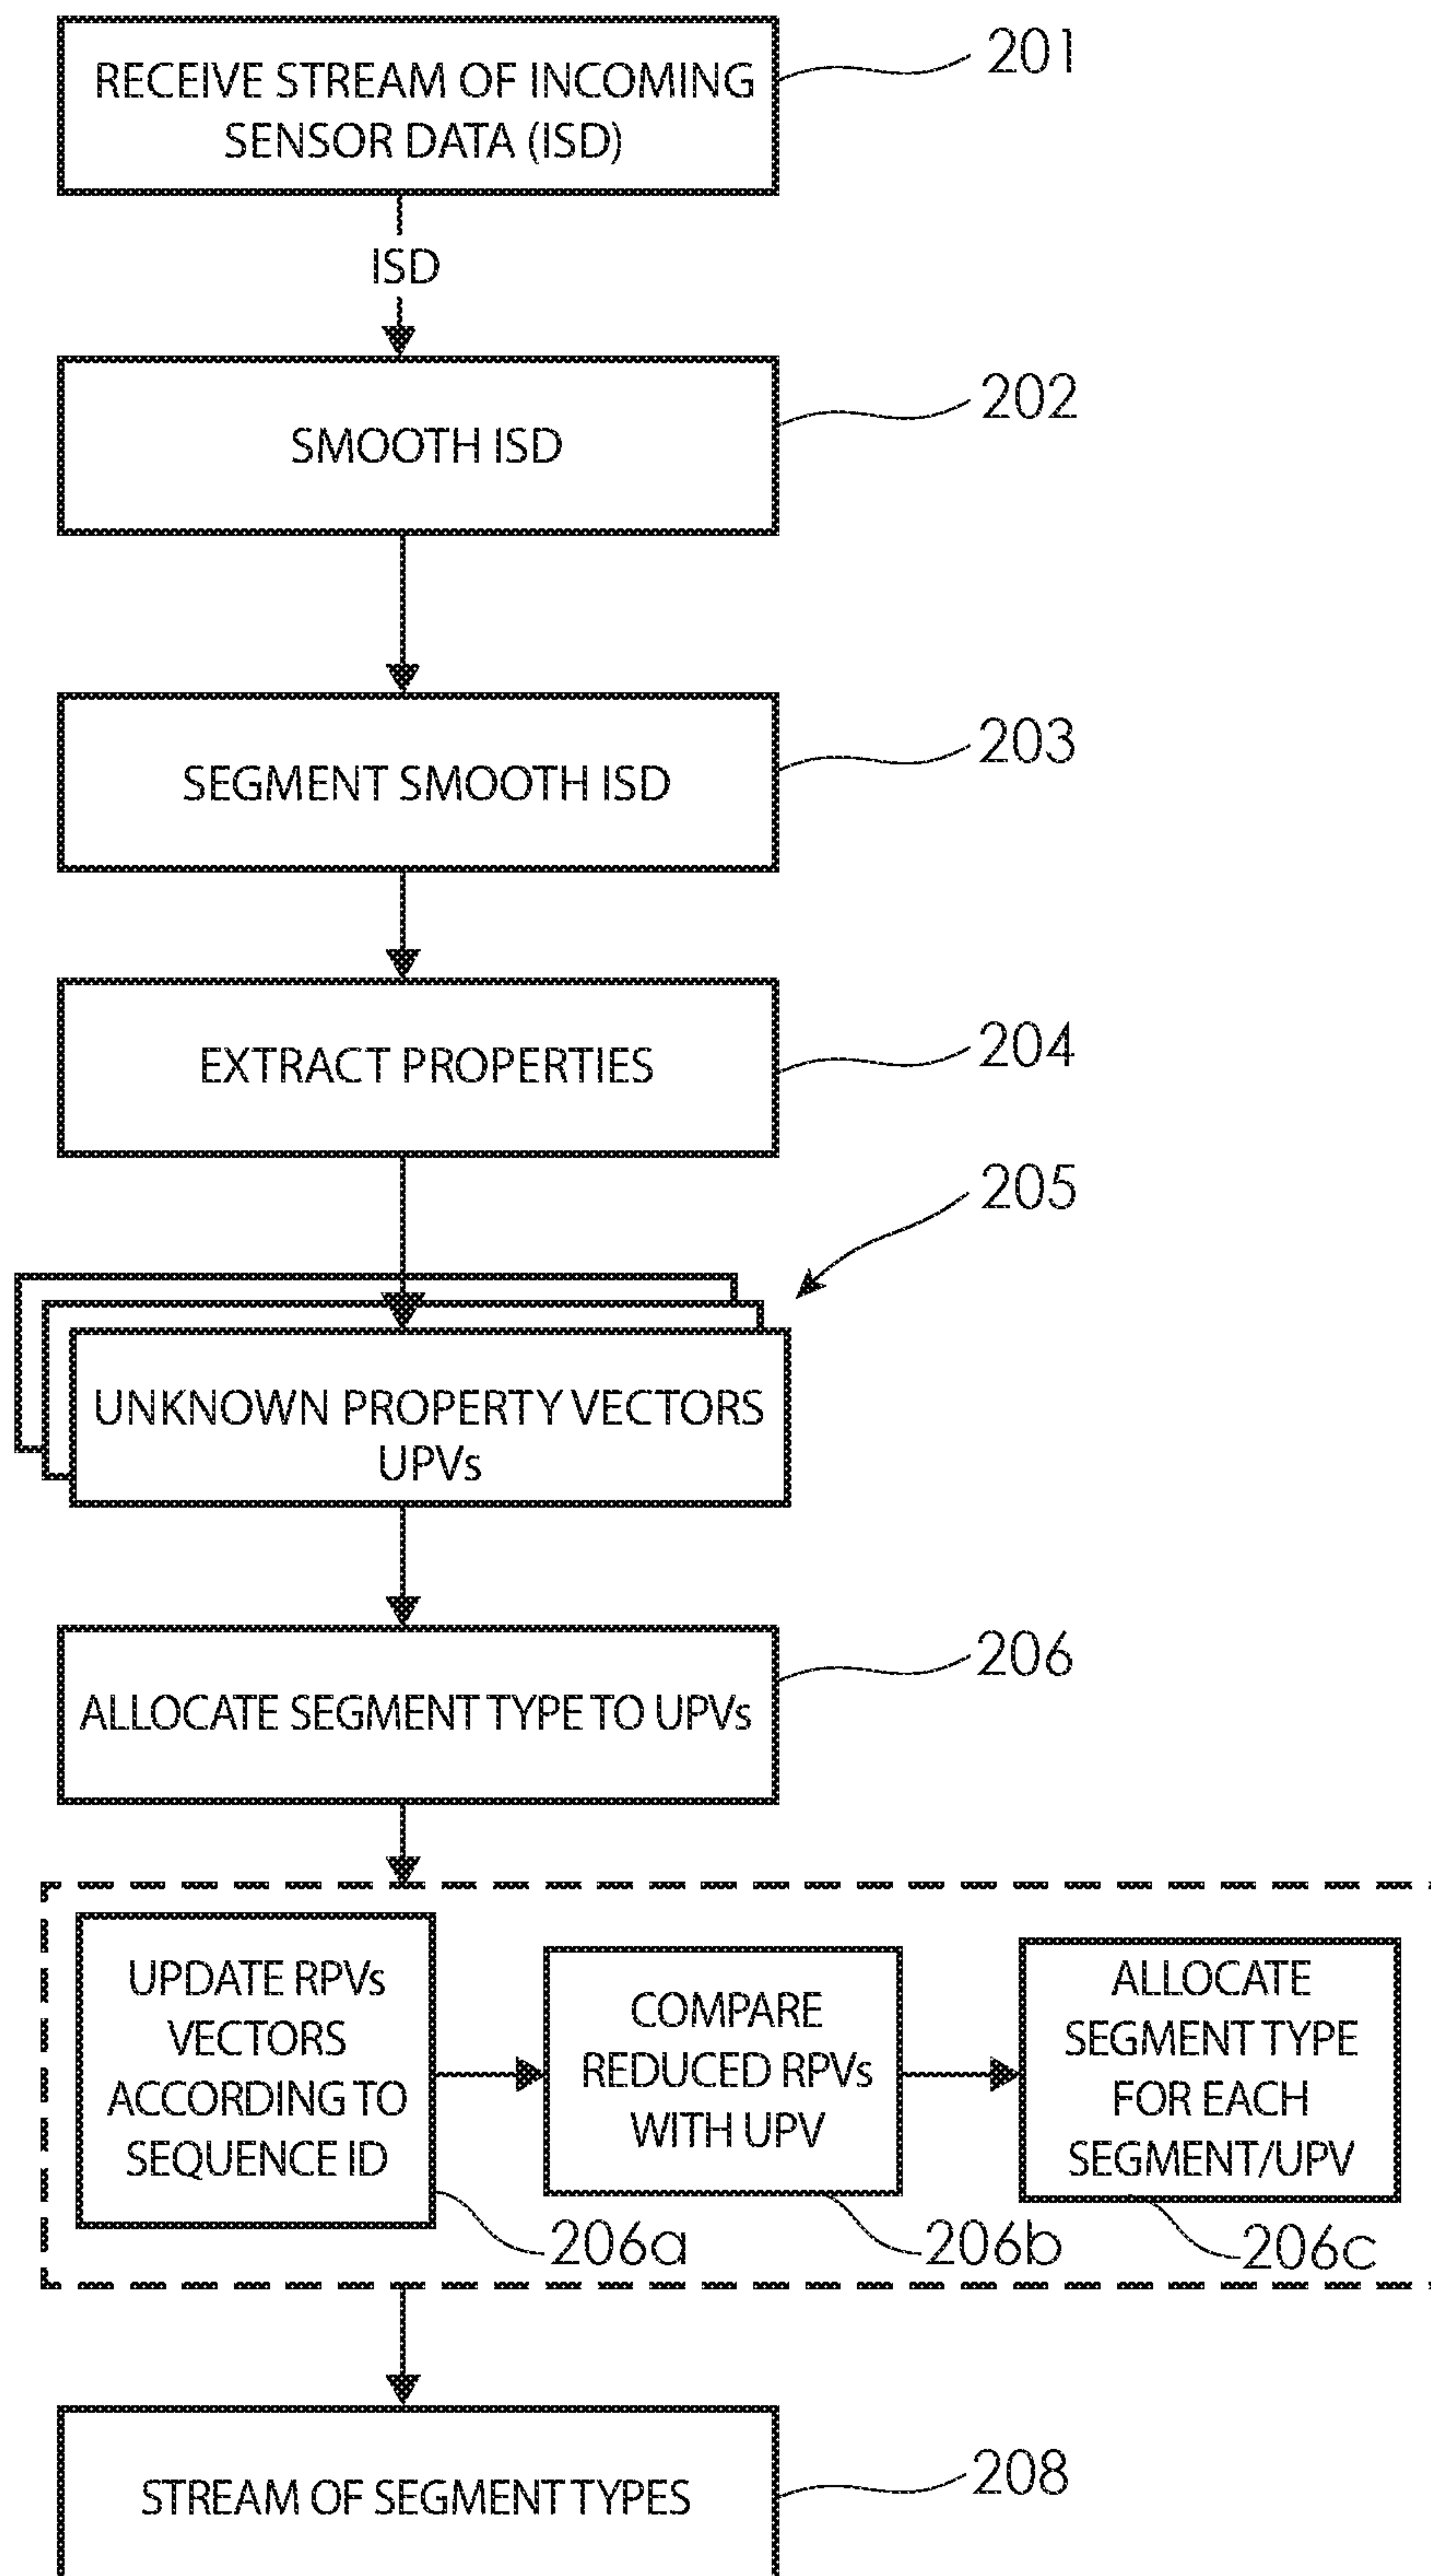 RECEIVE STREAM OF INCOMING
SENSOR DATA (ISD)
201
ISD
SMOOTH ISD
202
SEGMENT SMOOTH ISD
203
EXTRACT PROPERTIES
204
205
UNKNOWN PROPERTY VECTORS
UPVs
ALLOCATE SEGMENT TYPE TO UPVs
206
UPDATE RPVs
VECTORS
ACCORDING TO
SEQUENCE ID
206a
COMPARE
REDUCED RPVs
WITH UPV
206b
ALLOCATE
SEGMENT TYPE
FOR EACH
SEGMENT/UPV
206c
STREAM OF SEGMENT TYPES
208